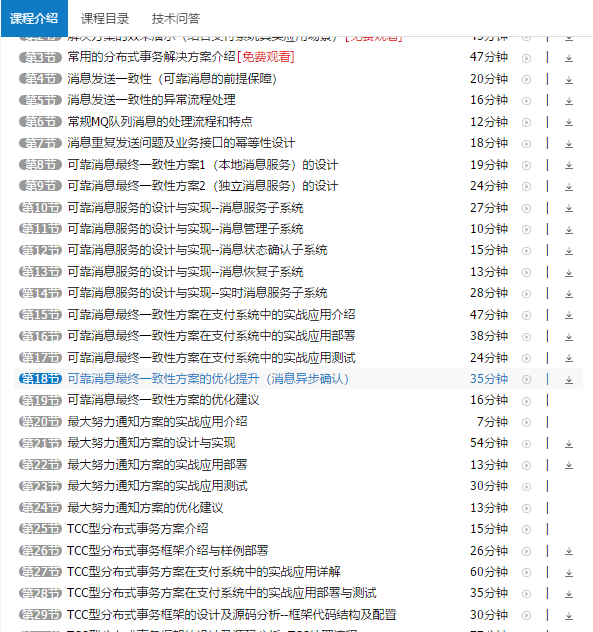 课程介绍 课程目录 技术问答
第3节 常用的分布式事务解决方案介绍[免费观看] 47分钟 |
第4节 消息发送一致性（可靠消息的前提保障） 20分钟 |
第5节 消息发送一致性的异常流程处理 16分钟 |
第6节 常规MQ队列消息的处理流程和特点 12分钟 |
第7节 消息重复发送问题及业务接口的幂等性设计 18分钟 |
第8节 可靠消息最终一致性方案1（本地消息服务）的设计 19分钟 |
第9节 可靠消息最终一致性方案2（独立消息服务）的设计 24分钟 |
第10节 可靠消息服务的设计与实现--消息服务子系统 27分钟 |
第11节 可靠消息服务的设计与实现--消息管理子系统 10分钟 |
第12节 可靠消息服务的设计与实现--消息状态确认子系统 15分钟 |
第13节 可靠消息服务的设计与实现--消息恢复子系统 13分钟 |
第14节 可靠消息服务的设计与实现--实时消息服务子系统 28分钟 |
第15节 可靠消息最终一致性方案在支付系统中的实战应用介绍 47分钟 |
第16节 可靠消息最终一致性方案在支付系统中的实战应用部署 38分钟 |
第17节 可靠消息最终一致性方案在支付系统中的实战应用测试 24分钟 |
第18节 可靠消息最终一致性方案的优化提升（消息异步确认） 35分钟 |
第19节 可靠消息最终一致性方案的优化建议 16分钟 |
第20节 最大努力通知方案的实战应用介绍 7分钟 |
第21节 最大努力通知方案的设计与实现 54分钟 |
第22节 最大努力通知方案的实战应用部署 13分钟 |
第23节 最大努力通知方案的实战应用测试 30分钟 |
第24节 最大努力通知方案的优化建议 13分钟 |
第25节 TCC型分布式事务方案介绍 15分钟 |
第26节 TCC型分布式事务框架介绍与样例部署 26分钟 |
第27节 TCC型分布式事务方案在支付系统中的实战应用详解 60分钟 |
第28节 TCC型分布式事务方案在支付系统中的实战应用部署与测试 35分钟 |
第29节 TCC型分布式事务框架的设计及源码分析--框架代码结构及配置 30分钟 |